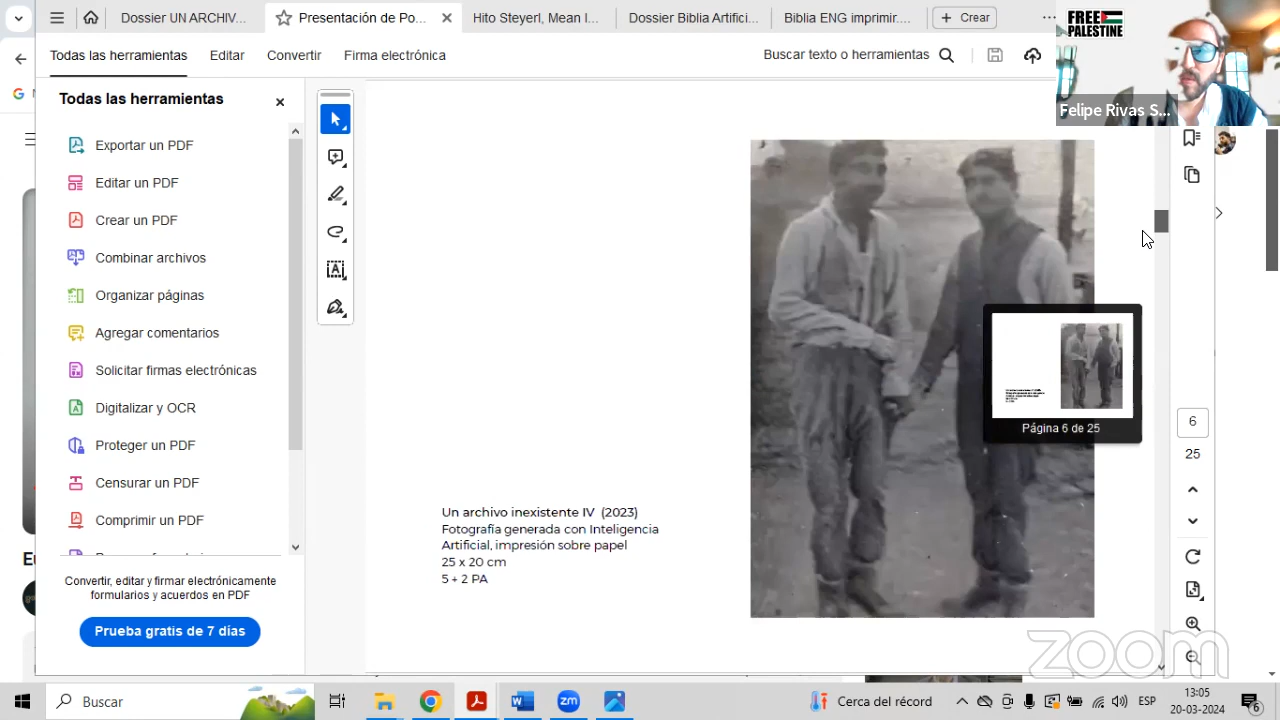 Dossier UN ARCHIV...
Presentación de Po...
Hito Steyerl, Mean I...
Dossier Biblia Artifici...
Biblia ENG imprimir....
Crear
FREE
PALESTINE
Todas las herramientas
Editar
Convertir
Firma electrónica
Buscar texto o herramientas
Felipe Rivas S...
Todas las herramientas
Exportar un PDF
Editar un PDF
Crear un PDF
Combinar archivos
Organizar páginas
Agregar comentarios
Solicitar firmas electrónicas
Digitalizar y OCR
Proteger un PDF
Censurar un PDF
Comprimir un PDF
Convertir, editar y firmar electrónicamente
formularios y acuerdos en PDF
Prueba gratis de 7 días
Un archivo inexistente IV (2023)
Fotografía generada con Inteligencia
Artificial, impresión sobre papel
25 x 20 cm
5 + 2 PA
Página 6 de 25
6
25
zoom
Buscar
Cerca del récord
ESP
13:05
20-03-2024
6